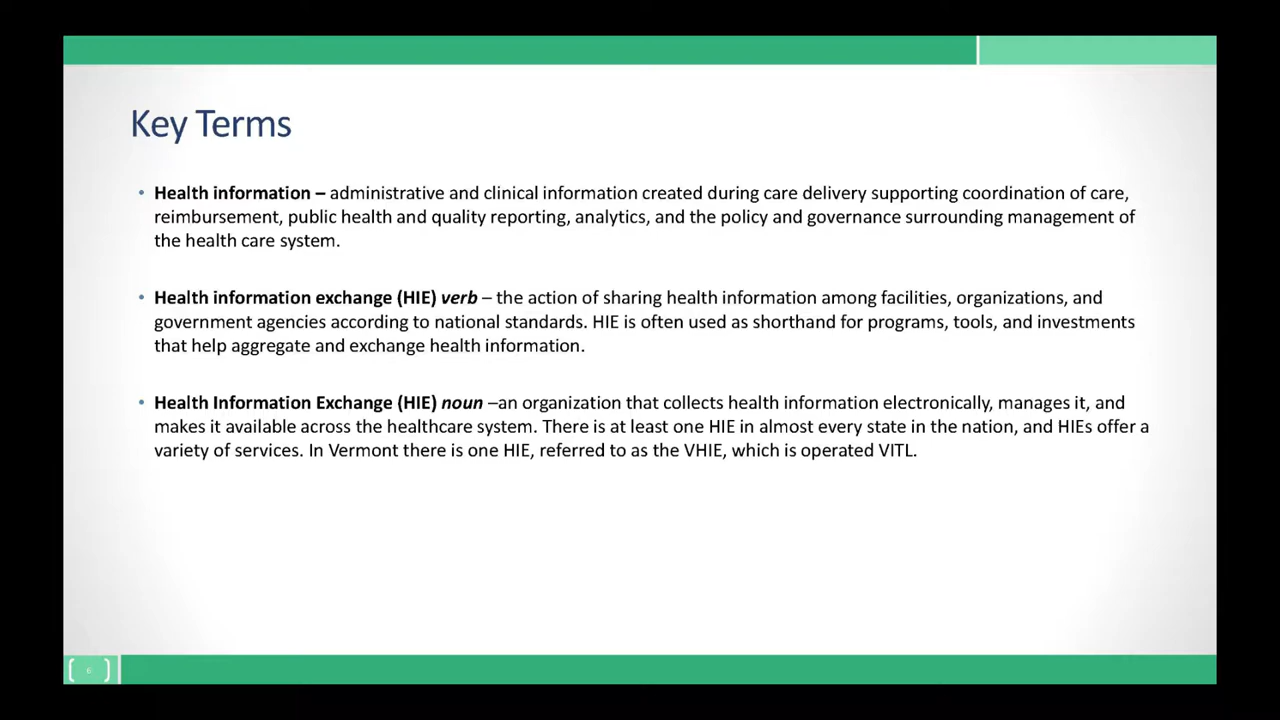 Key Terms
• Health information – administrative and clinical information created during care delivery supporting coordination of care,
reimbursement, public health and quality reporting, analytics, and the policy and governance surrounding management of
the health care system.
• Health information exchange (HIE) verb – the action of sharing health information among facilities, organizations, and
government agencies according to national standards. HIE is often used as shorthand for programs, tools, and investments
that help aggregate and exchange health information.
• Health Information Exchange (HIE) noun –an organization that collects health information electronically, manages it, and
makes it available across the healthcare system. There is at least one HIE in almost every state in the nation, and HIEs offer a
variety of services. In Vermont there is one HIE, referred to as the VHIE, which is operated VITL.
6